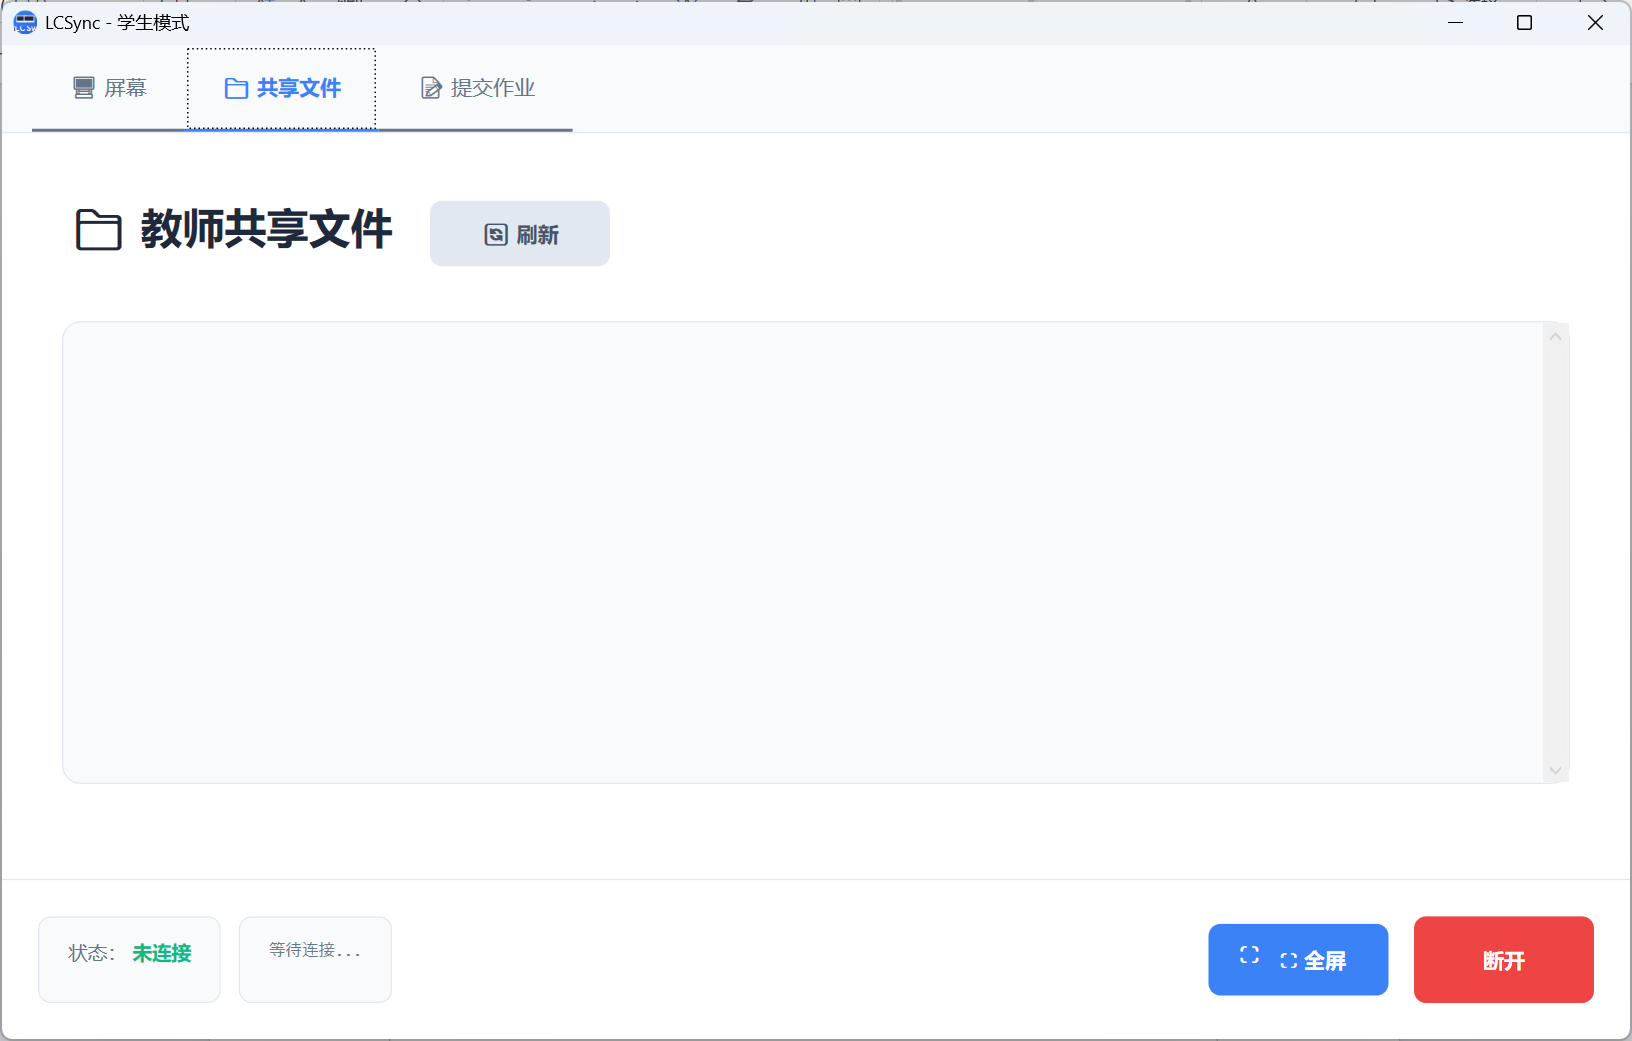 LCSync - 学生模式
屏幕 共享文件 提交作业
教师共享文件 刷新
状态： 未连接 等待连接... 全屏 断开